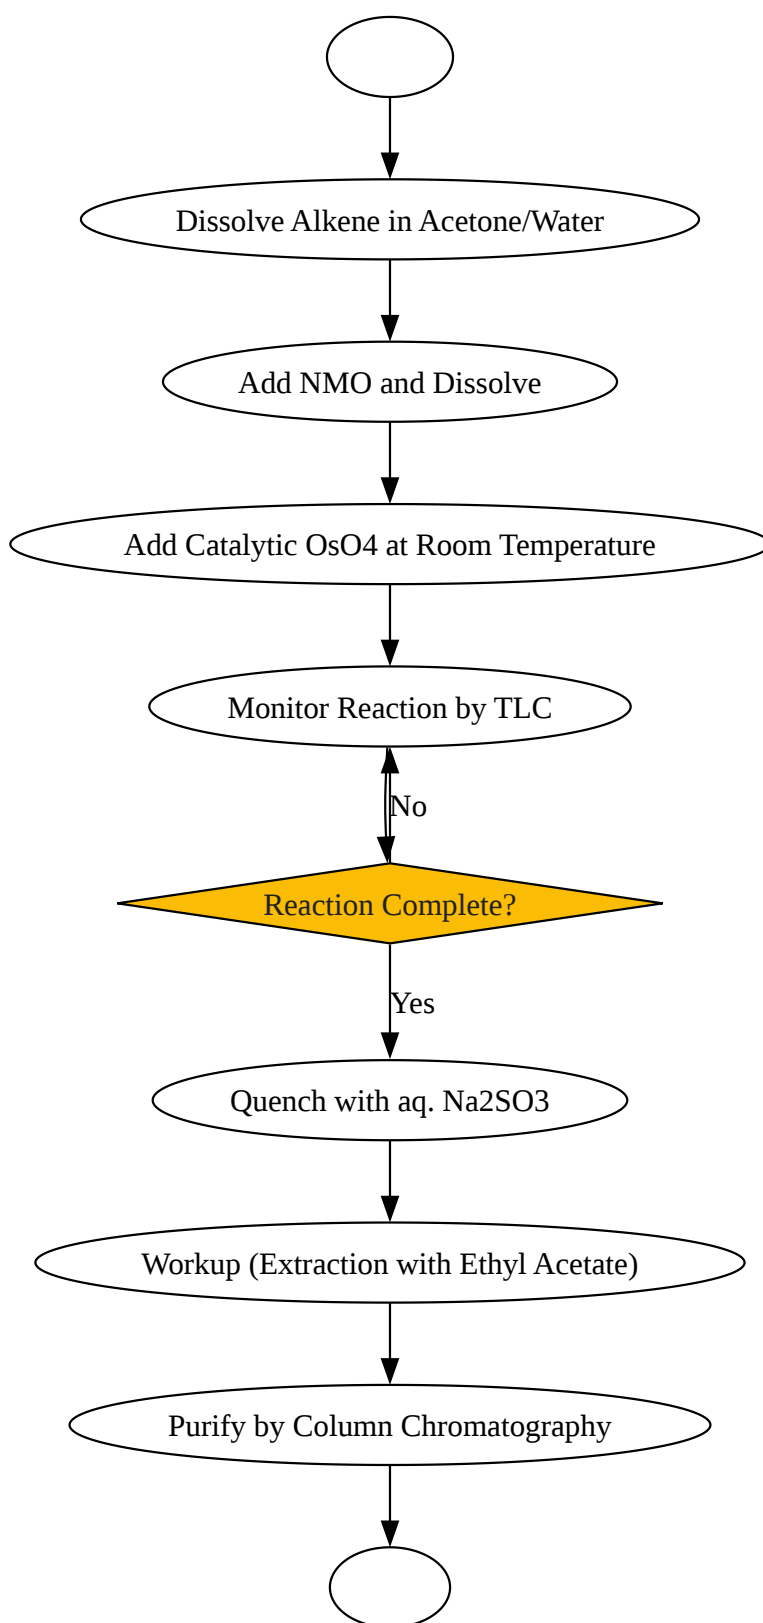 Dissolve Alkene in Acetone/Water
Add NMO and Dissolve
Add Catalytic OsO4 at Room Temperature
Monitor Reaction by TLC
No
Reaction Complete?
Yes
Quench with aq. Na2SO3
Workup (Extraction with Ethyl Acetate)
Purify by Column Chromatography